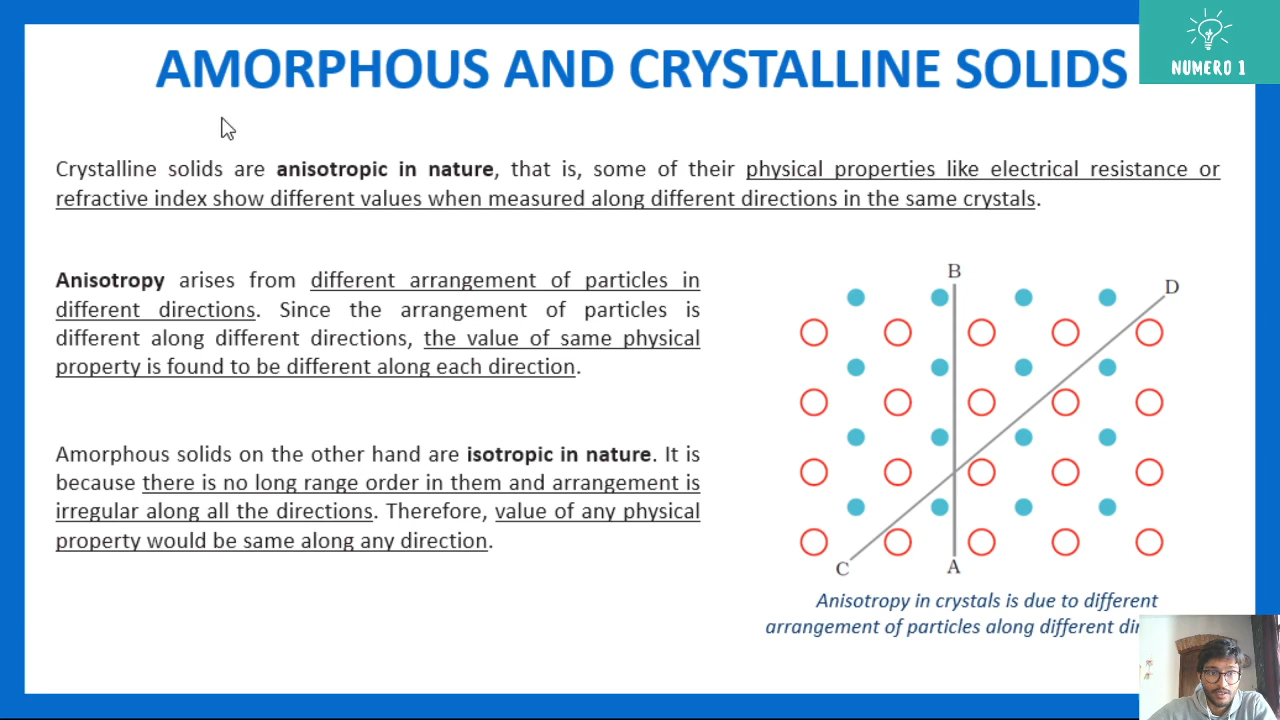 AMORPHOUS AND CRYSTALLINE SOLIDS
NUMERO 1
Crystalline solids are anisotropic in nature, that is, some of their physical properties like electrical resistance or
refractive index show different values when measured along different directions in the same crystals.
Anisotropy arises from different arrangement of particles in
different directions. Since the arrangement of particles is
different along different directions, the value of same physical
property is found to be different along each direction.
Amorphous solids on the other hand are isotropic in nature. It is
because there is no long range order in them and arrangement is
irregular along all the directions. Therefore, value of any physical
property would be same along any direction.
B
D
C
A
Anisotropy in crystals is due to different
arrangement of particles along different